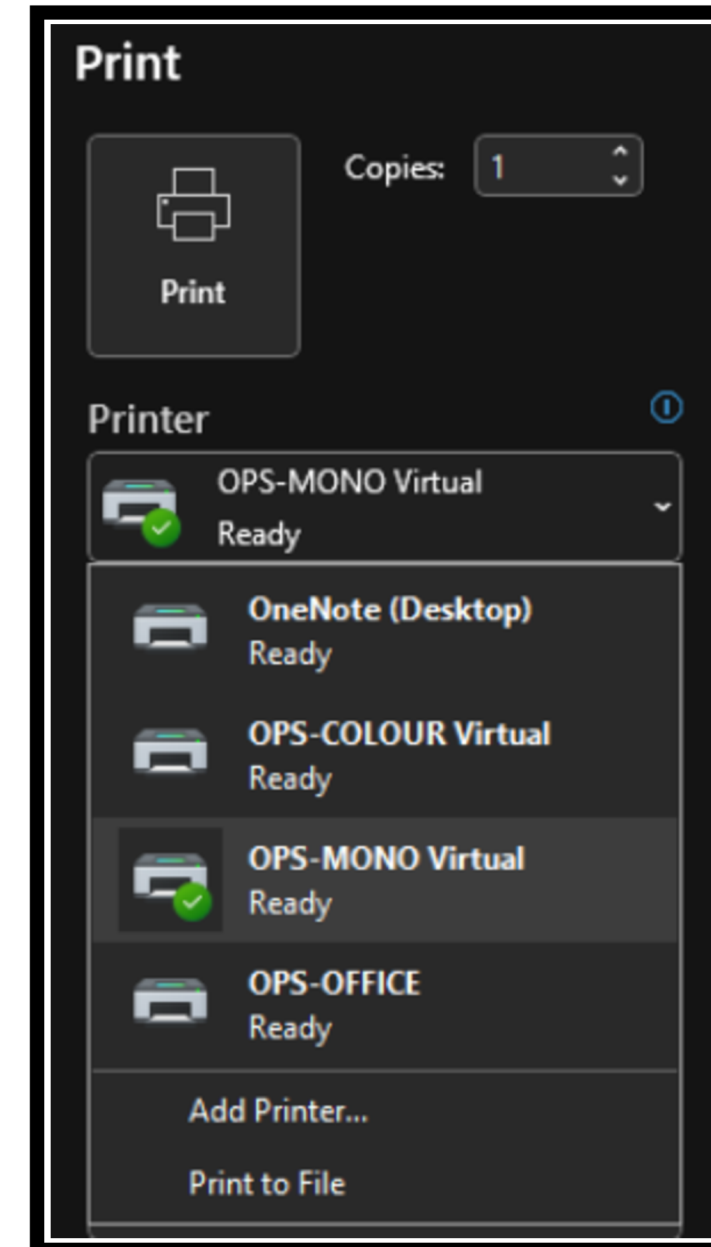 Print
Copies: 1
Print
Printer
OPS-MONO Virtual
Ready
OneNote (Desktop)
Ready
OPS-COLOUR Virtual
Ready
OPS-MONO Virtual
Ready
OPS-OFFICE
Ready
Add Printer...
Print to File